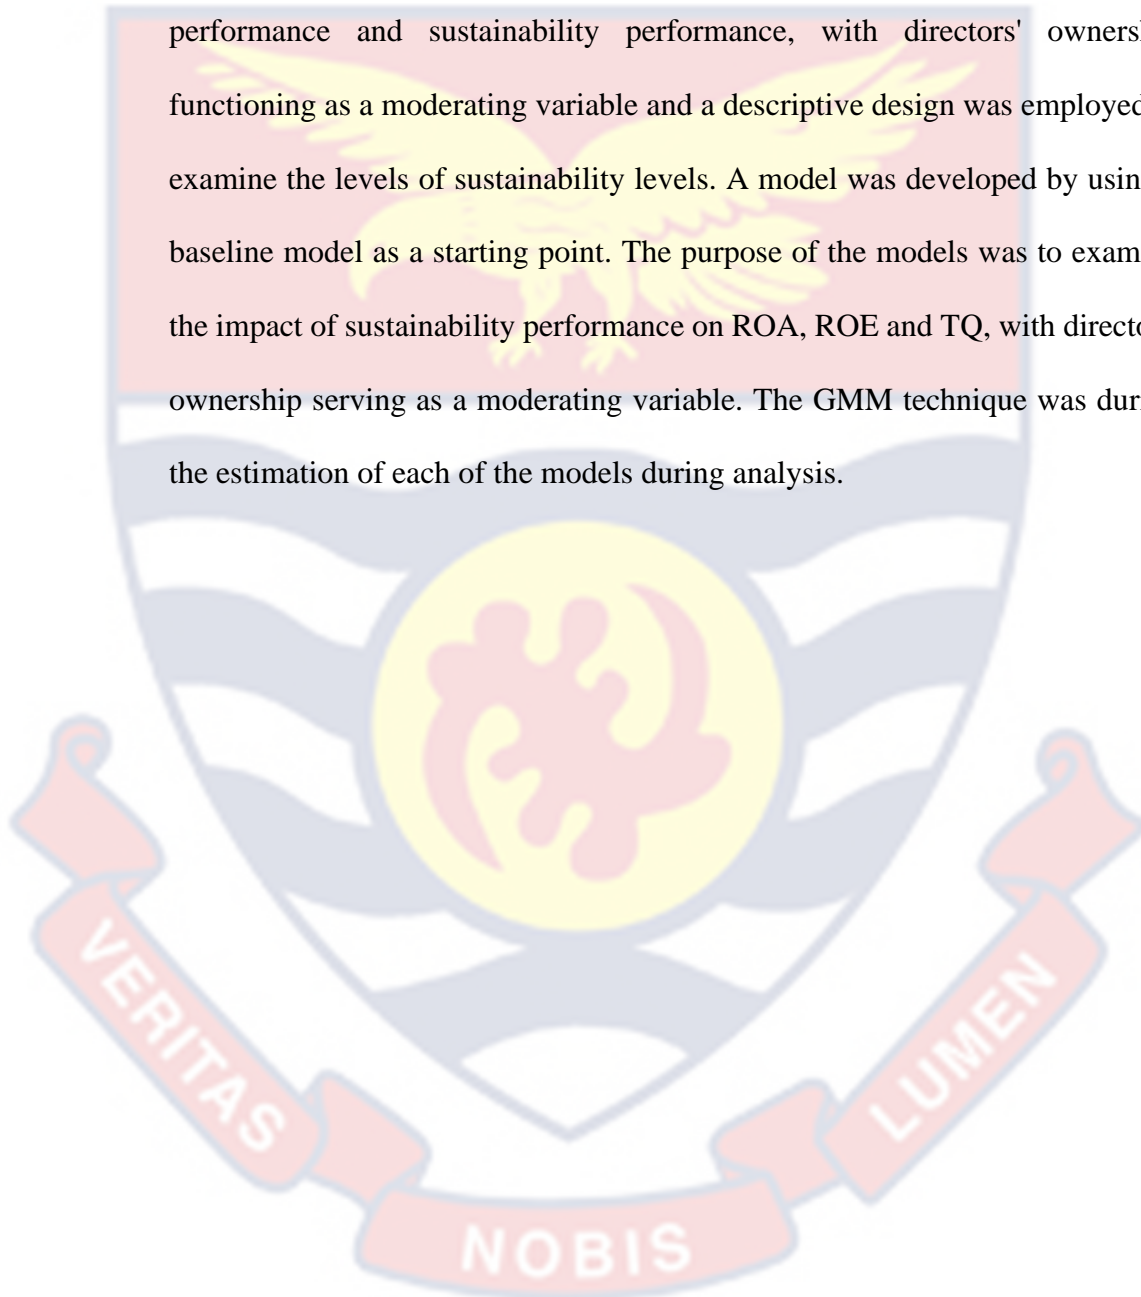 performance and sustainability performance, with directors' ownersh
functioning as a moderating variable and a descriptive design was employed
examine the levels of sustainability levels. A model was developed by usin
baseline model as a starting point. The purpose of the models was to exam
the impact of sustainability performance on ROA, ROE and TQ, with directo
ownership serving as a moderating variable. The GMM technique was duri
the estimation of each of the models during analysis.
VERITAS
NOBIS
LUMEN